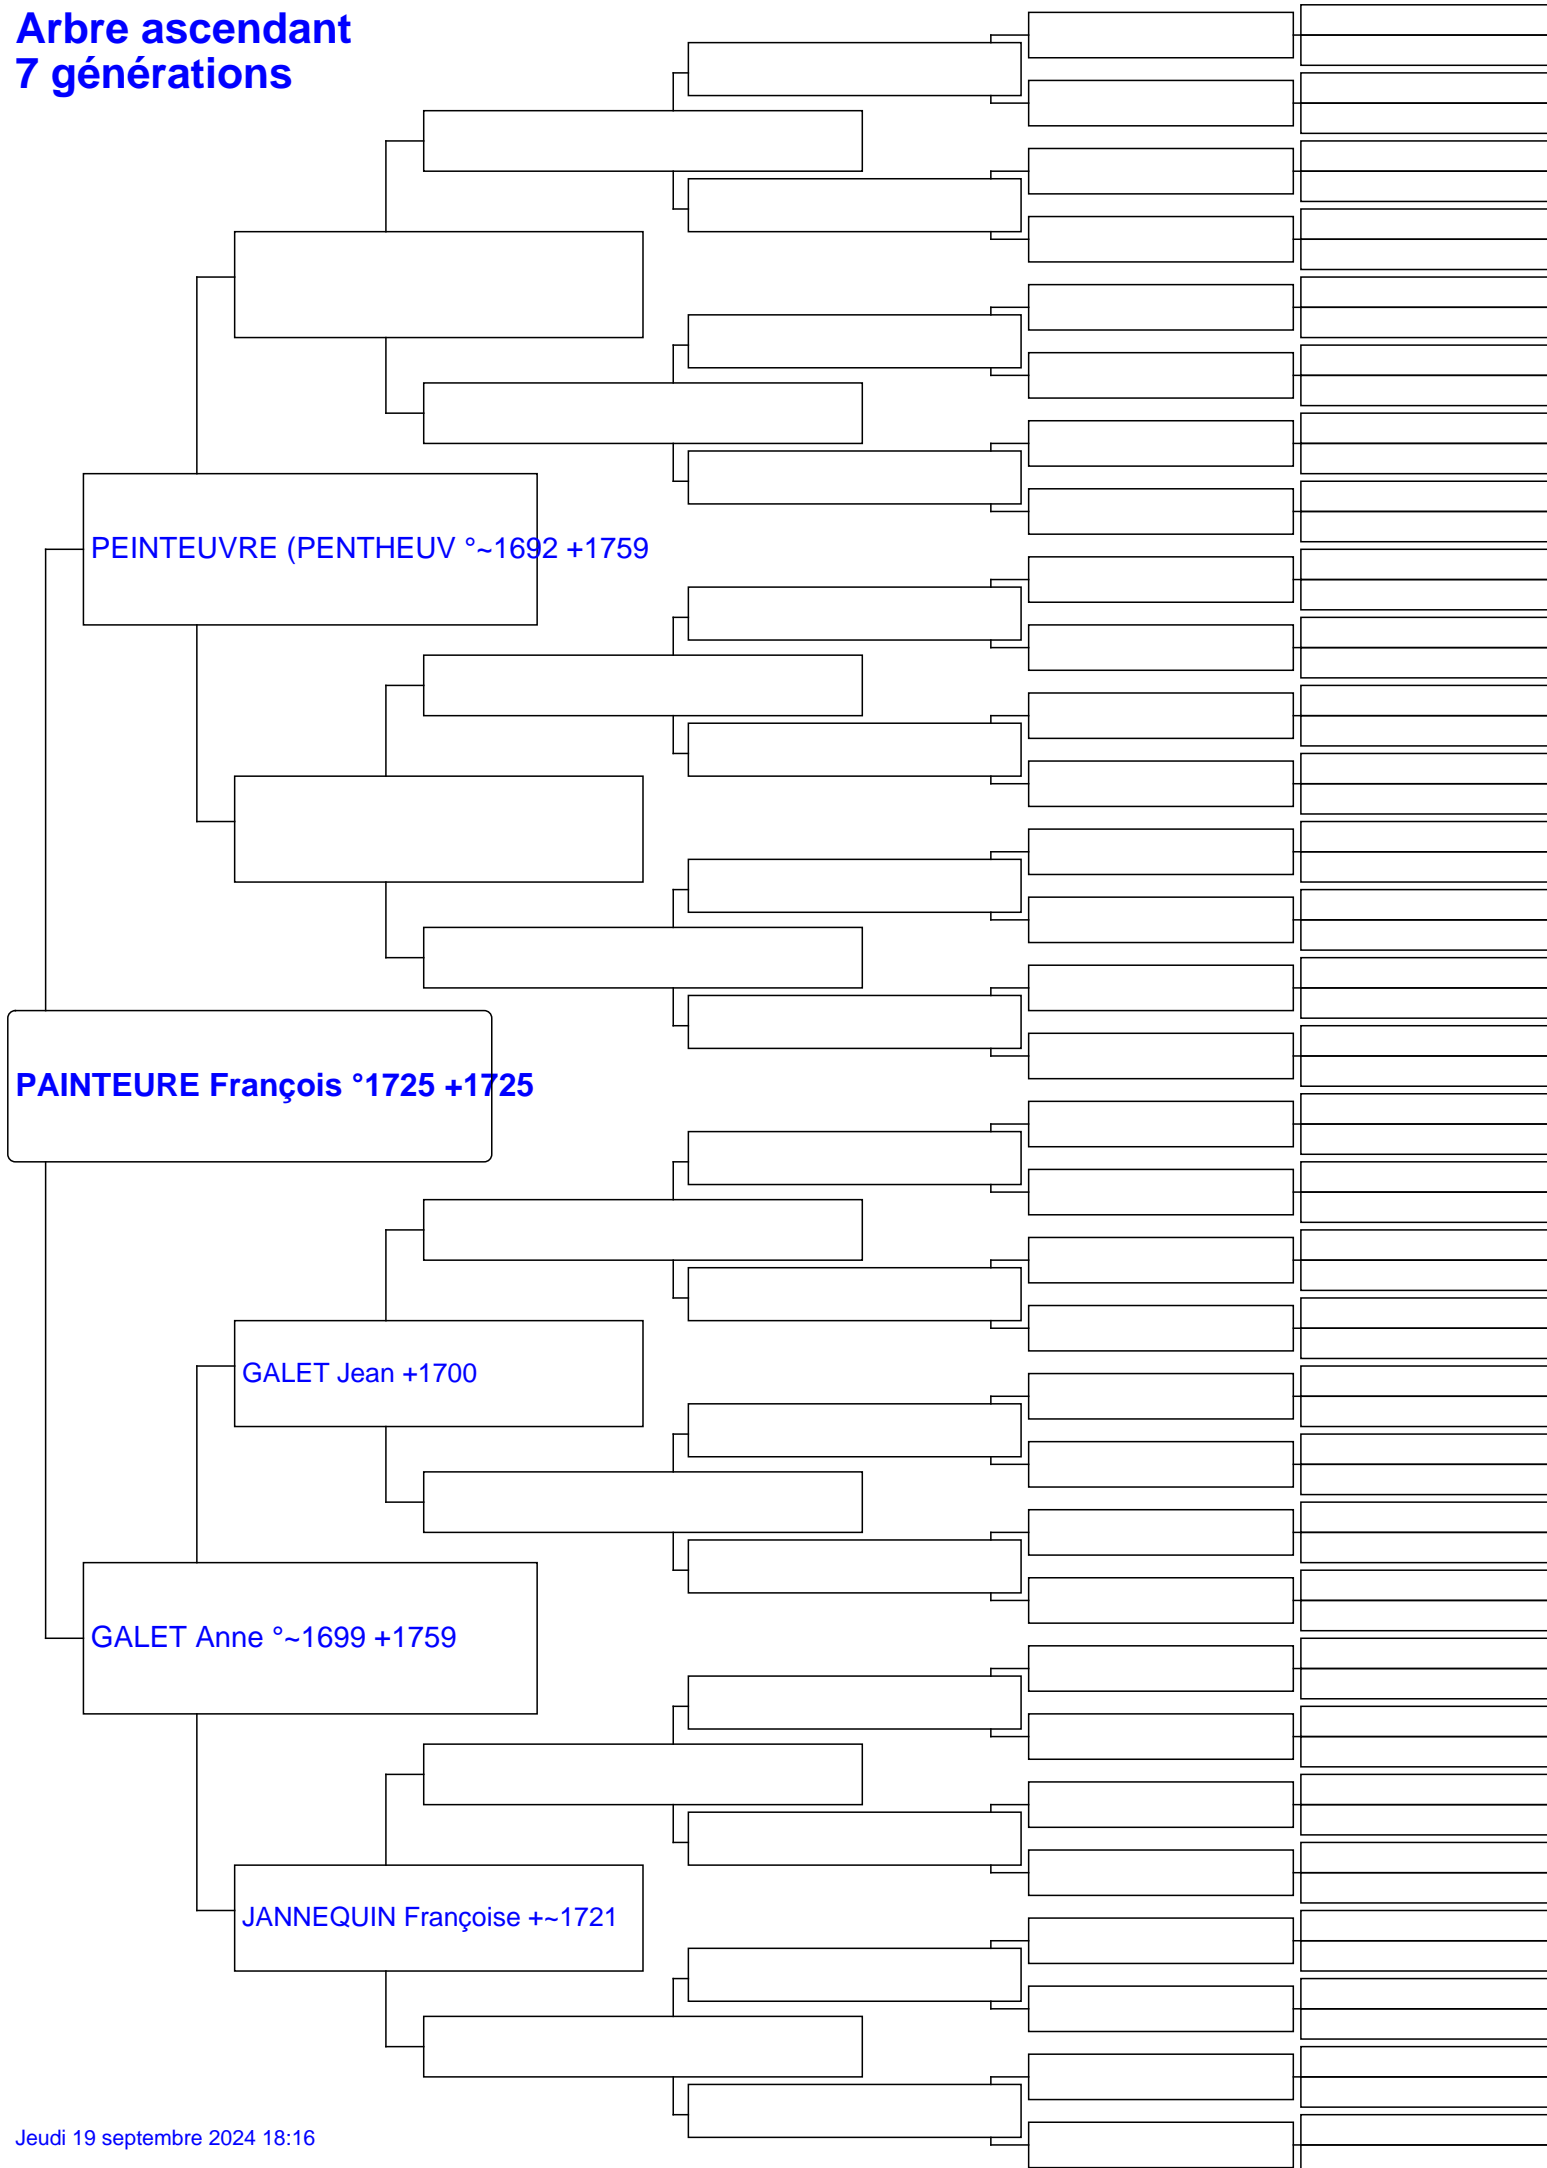 Arbre ascendant
7 générations
PEINTEUVRE (PENTHEUV °~1692 +1759
PAINTEURE François °1725 +1725
GALET Jean +1700
GALET Anne °~1699 +1759
JANNEQUIN Françoise +~1721
Jeudi 19 septembre 2024 18:16